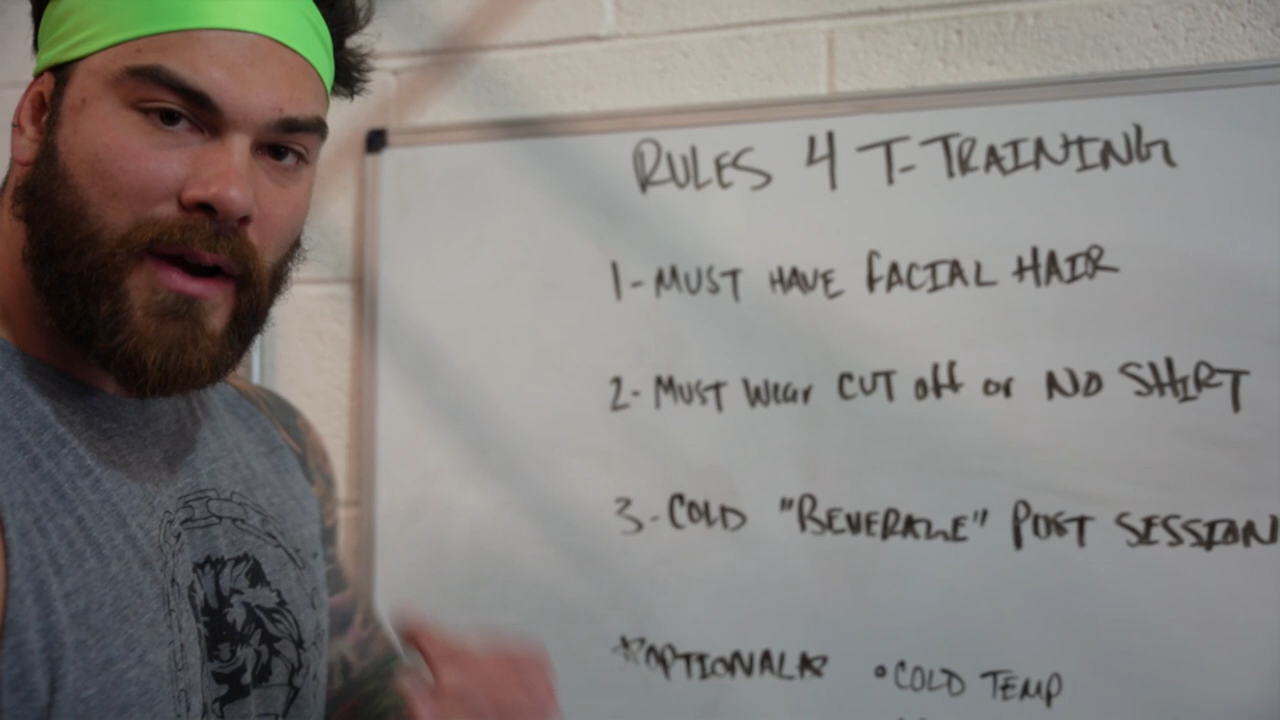 RULES 4 T-TRAINING
1-MUST HAVE FACIAL HAIR
2- MUST WEar CUT off or NO SHIRT
3-COLD "BEVERAGE" POST SESSION
*OPTIONAL* •COLD TEMP